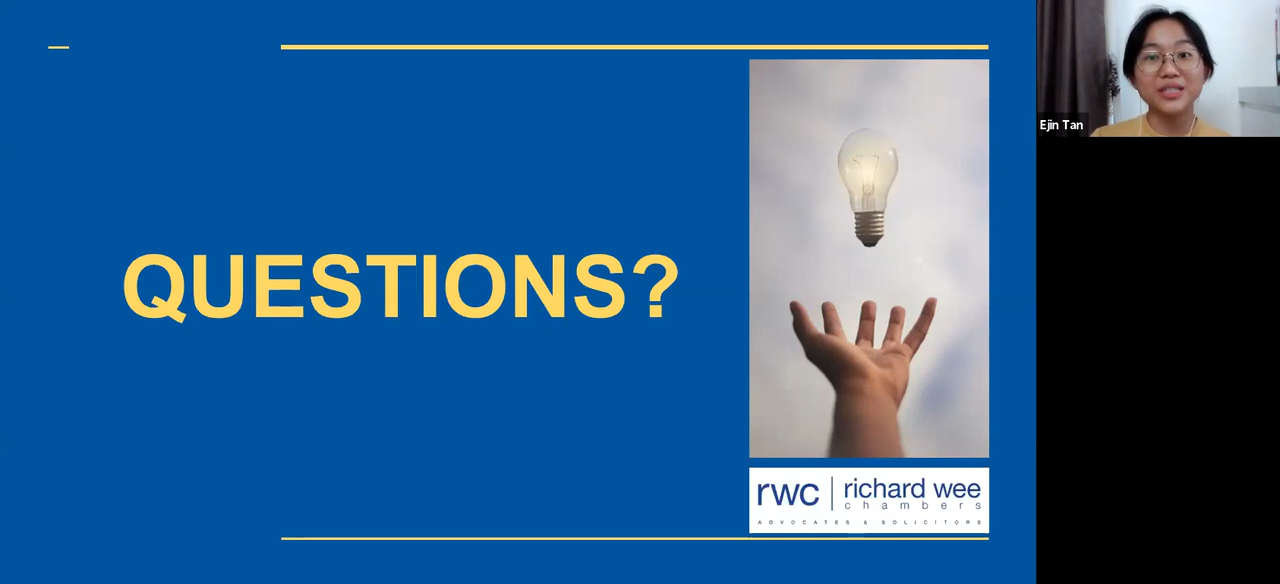 QUESTIONS?
Ejin Tan
rwc
richard wee
chambers
ADVOCATES & SOLICITORS